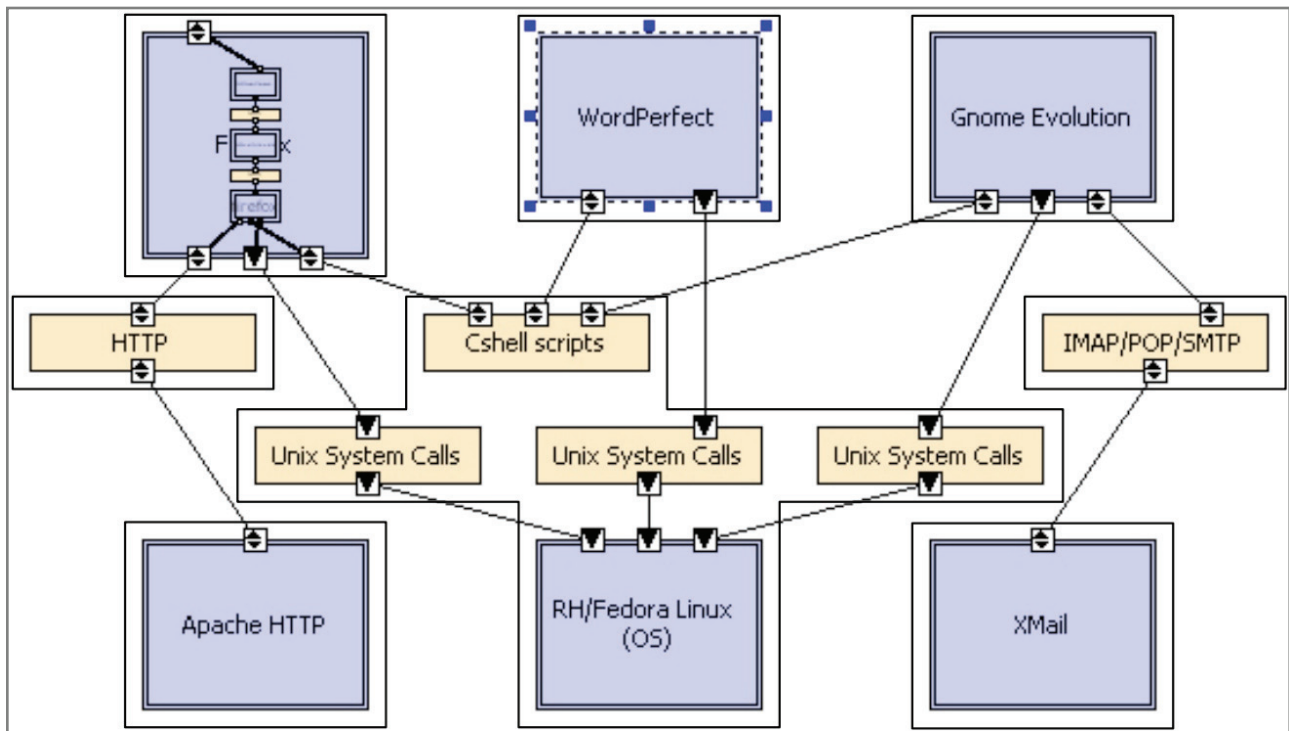 WordPerfect
Gnome Evolution
firefox
HTTP
Cshell scripts
IMAP/POP/SMTP
Unix System Calls
Unix System Calls
Unix System Calls
Apache HTTP
RH/Fedora Linux
(OS)
XMail